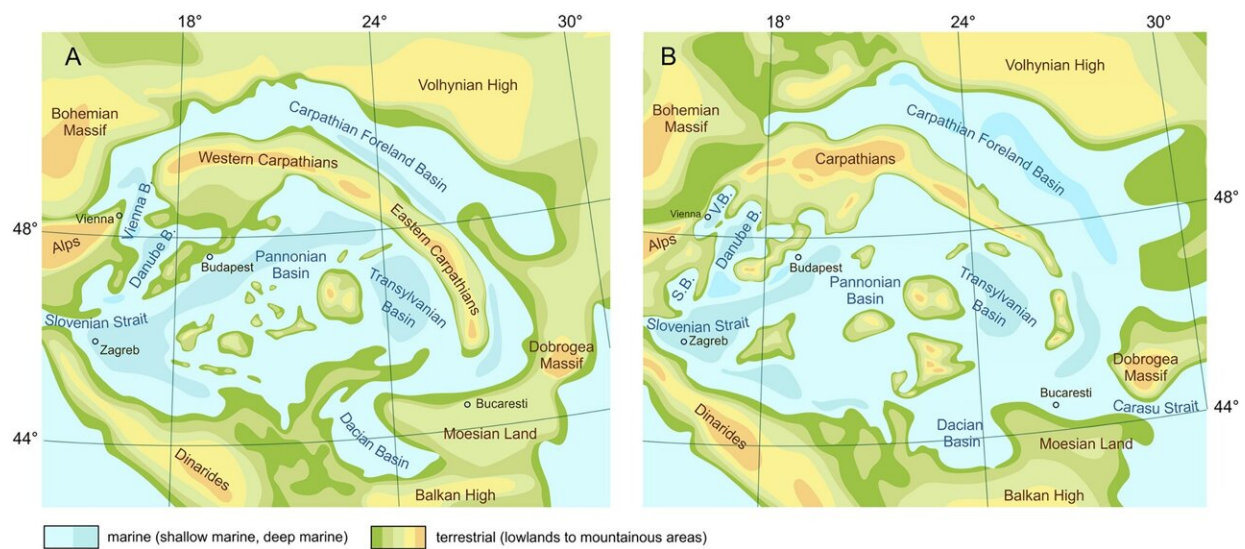 18°
24°
30°
A
Volhynian High
Bohemian
Massif
Carpathian Foreland Basin
Western Carpathians
Vienna B.
Vienna
48°
Alps
Danube B.
Budapest
Pannonian
Basin
Eastern Carpathians
Transylvanian
Basin
Slovenian Strait
Zagreb
Dobrogea
Massif
Bucaresti
44°
Moesian Land
Dacian Basin
Dinarides
Balkan High
18°
24°
30°
B
Volhynian High
Bohemian
Massif
Carpathian Foreland Basin
Carpathians
48°
Vienna
V.B.
Alps
Danube B.
Budapest
S.B.
Pannonian
Basin
Transylvanian
Basin
Slovenian Strait
Zagreb
Dobrogea
Massif
Bucaresti
Carasu Strait
44°
Dacian
Basin
Moesian Land
Dinarides
Balkan High
marine (shallow marine, deep marine)
terrestrial (lowlands to mountainous areas)